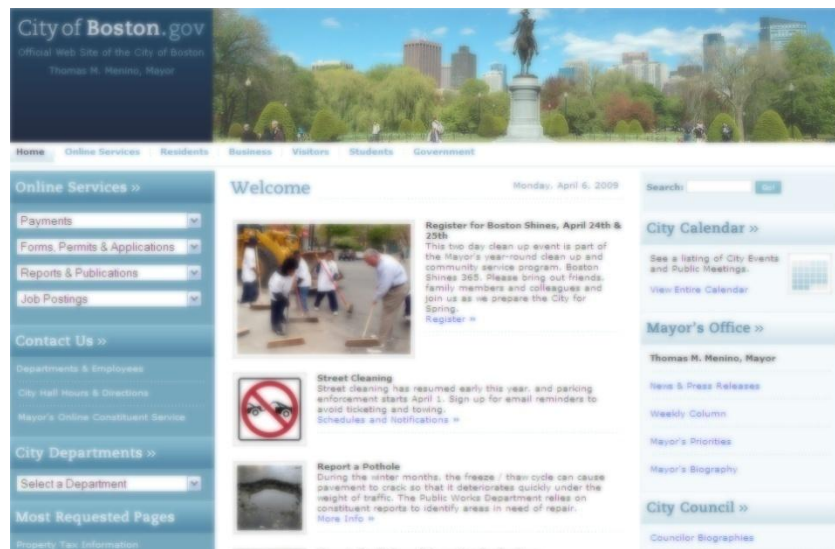 City of Boston.gov
Official Web Site of the City of Boston
Thomas M. Menino, Mayor
Home Online Services Residents Business Visitors Students Government
Online Services »
Payments
Forms, Permits & Applications
Reports & Publications
Job Postings
Contact Us »
Departments & Employees
City Hall Hours & Directions
Mayor's Online Constituent Service
City Departments »
Select a Department
Most Requested Pages
Property Tax Information
Welcome
Monday, April 6, 2009
Register for Boston Shines, April 24th &
25th
This two day clean up event is part of
the Mayor's year-round clean up and
community service program, Boston
Shines 365. Please bring out friends,
family members and colleagues and
join us as we prepare the City for
Spring.
Register »
Street Cleaning
Street cleaning has resumed early this year, and parking
enforcement starts April 1. Sign up for email reminders to
avoid ticketing and towing.
Schedules and Notifications »
Report a Pothole
During the winter months, the freeze / thaw cycle can cause
pavement to crack so that it deteriorates quickly under the
weight of traffic. The Public Works Department relies on
constituent reports to identify areas in need of repair.
More Info »
Search: Go!
City Calendar »
See a listing of City Events
and Public Meetings.
View Entire Calendar
Mayor's Office »
Thomas M. Menino, Mayor
News & Press Releases
Weekly Column
Mayor's Priorities
Mayor's Biography
City Council »
Councilor Biographies